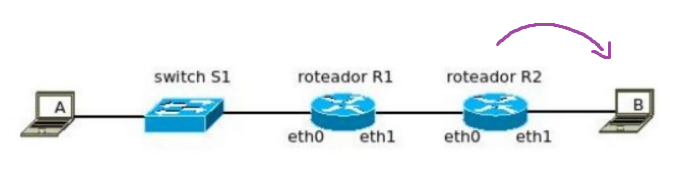 switch S1 roteador R1 roteador R2
A B
eth0 eth1 eth0 eth1